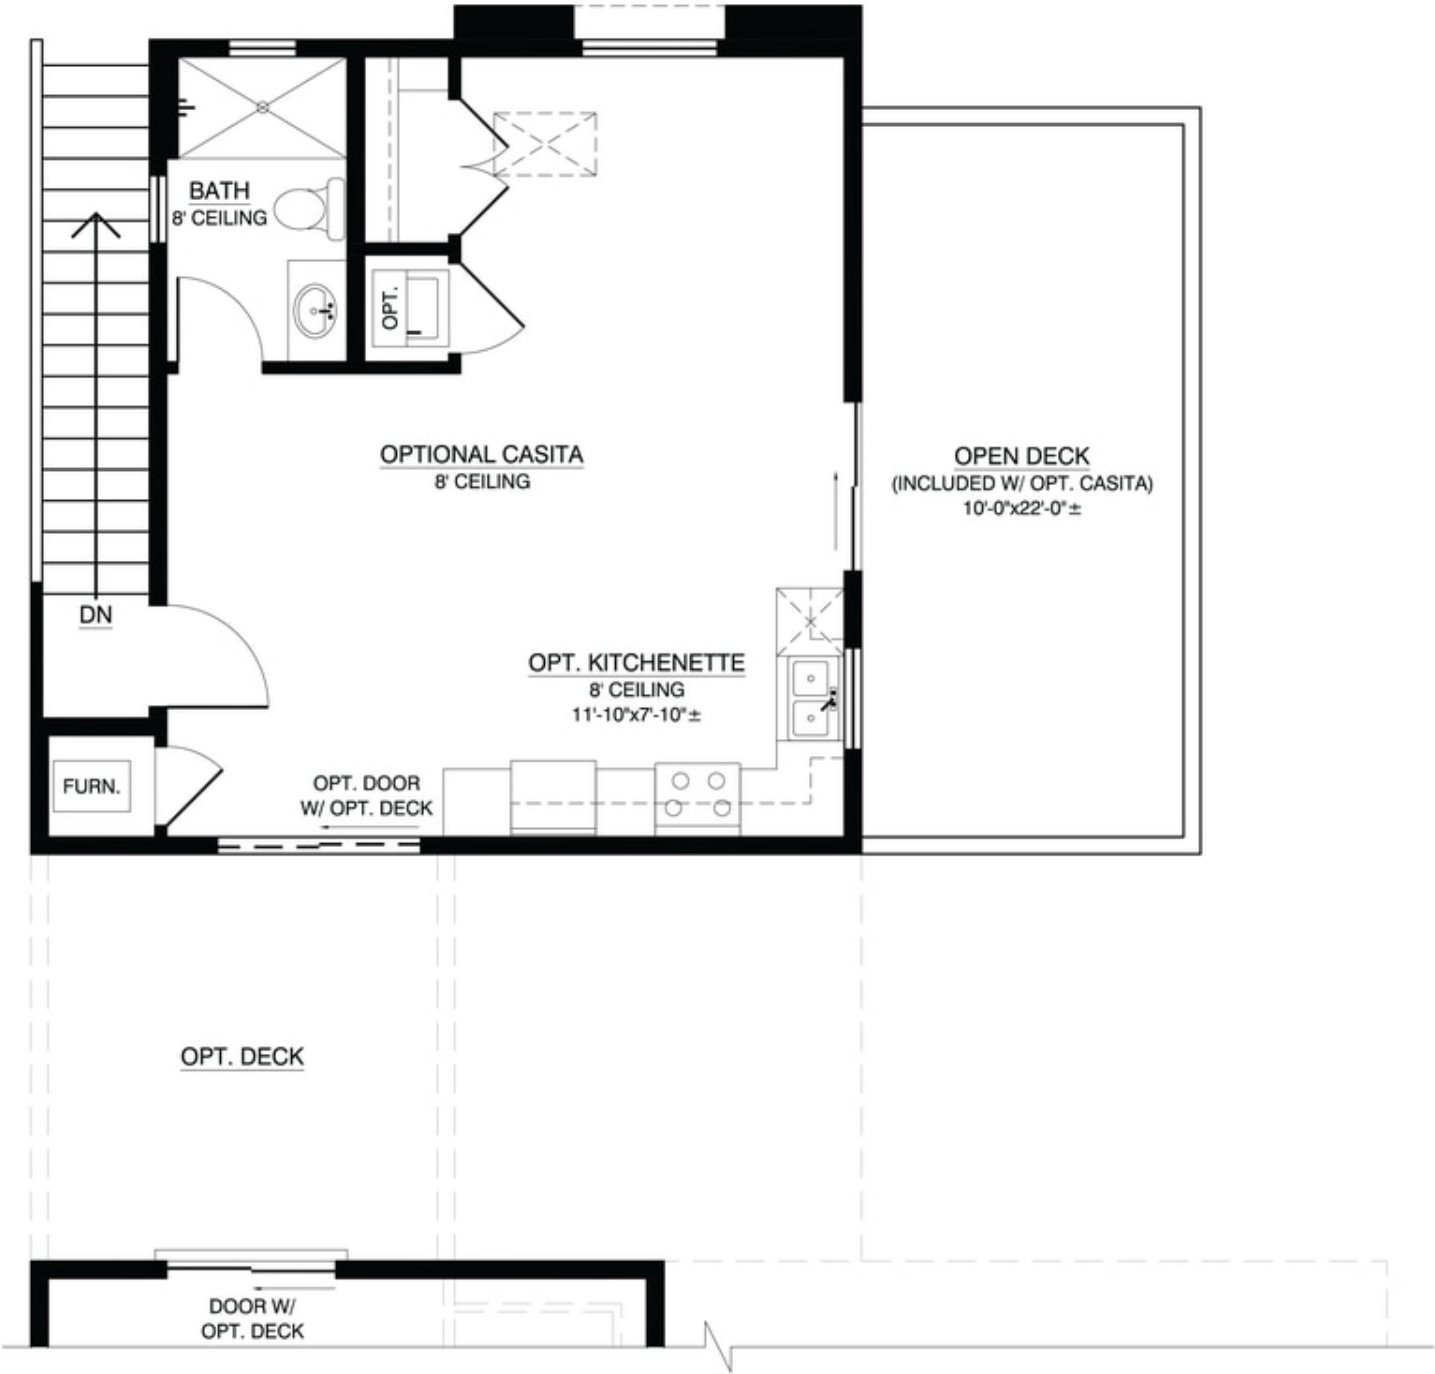 BATH
8' CEILING
OPT.
OPTIONAL CASITA
8' CEILING
OPEN DECK
(INCLUDED W/ OPT. CASITA)
10'-0"x22'-0"±
DN
OPT. KITCHENETTE
8' CEILING
11'-10"x7'-10"±
FURN.
OPT. DOOR
W/ OPT. DECK
OPT. DECK
DOOR W/
OPT. DECK